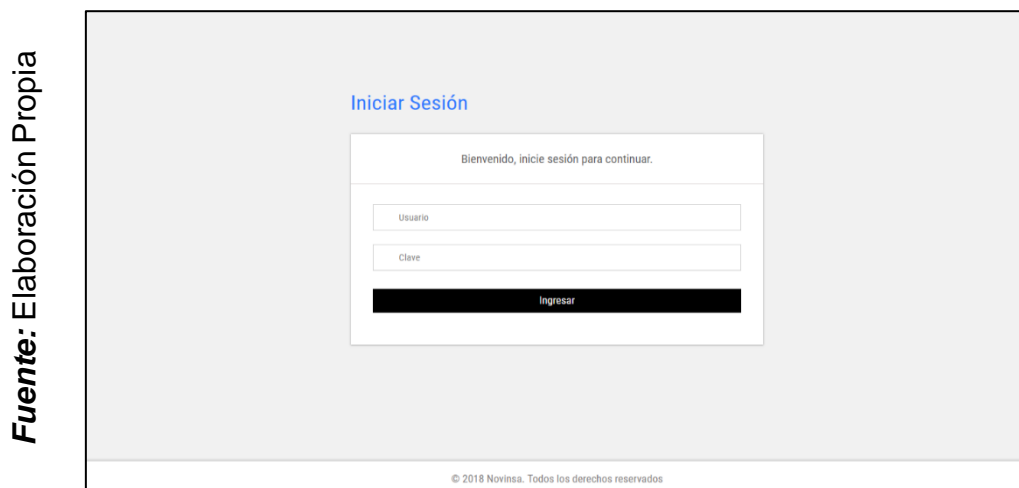 Fuente: Elaboración Propia
Iniciar Sesión
Bienvenido, inicie sesión para continuar.
Usuario
Clave
Ingresar
© 2018 Novinsa. Todos los derechos reservados